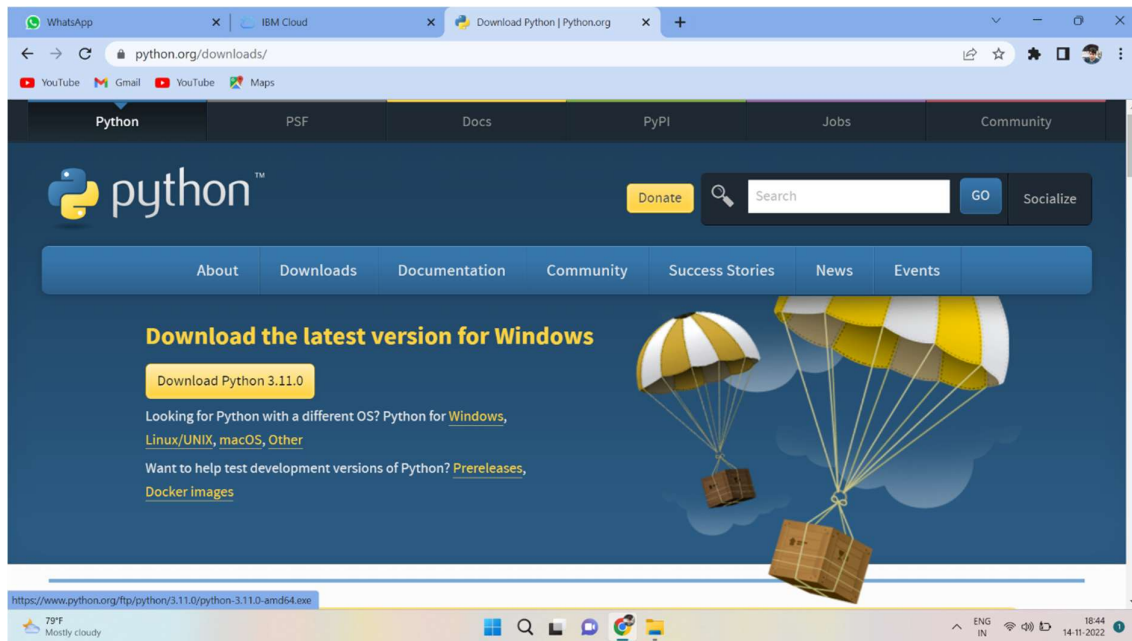 WhatsApp
IBM Cloud
Download Python | Python.org
python.org/downloads/
YouTube
Gmail
YouTube
Maps
Python
PSF
Docs
PyPI
Jobs
Community
python™
Donate
Search
GO
Socialize
About
Downloads
Documentation
Community
Success Stories
News
Events
Download the latest version for Windows
Download Python 3.11.0
Looking for Python with a different OS? Python for Windows,
Linux/UNIX, macOS, Other
Want to help test development versions of Python? Prereleases,
Docker images
https://www.python.org/ftp/python/3.11.0/python-3.11.0-amd64.exe
79°F
Mostly cloudy
ENG
IN
18:44
14-11-2022
1